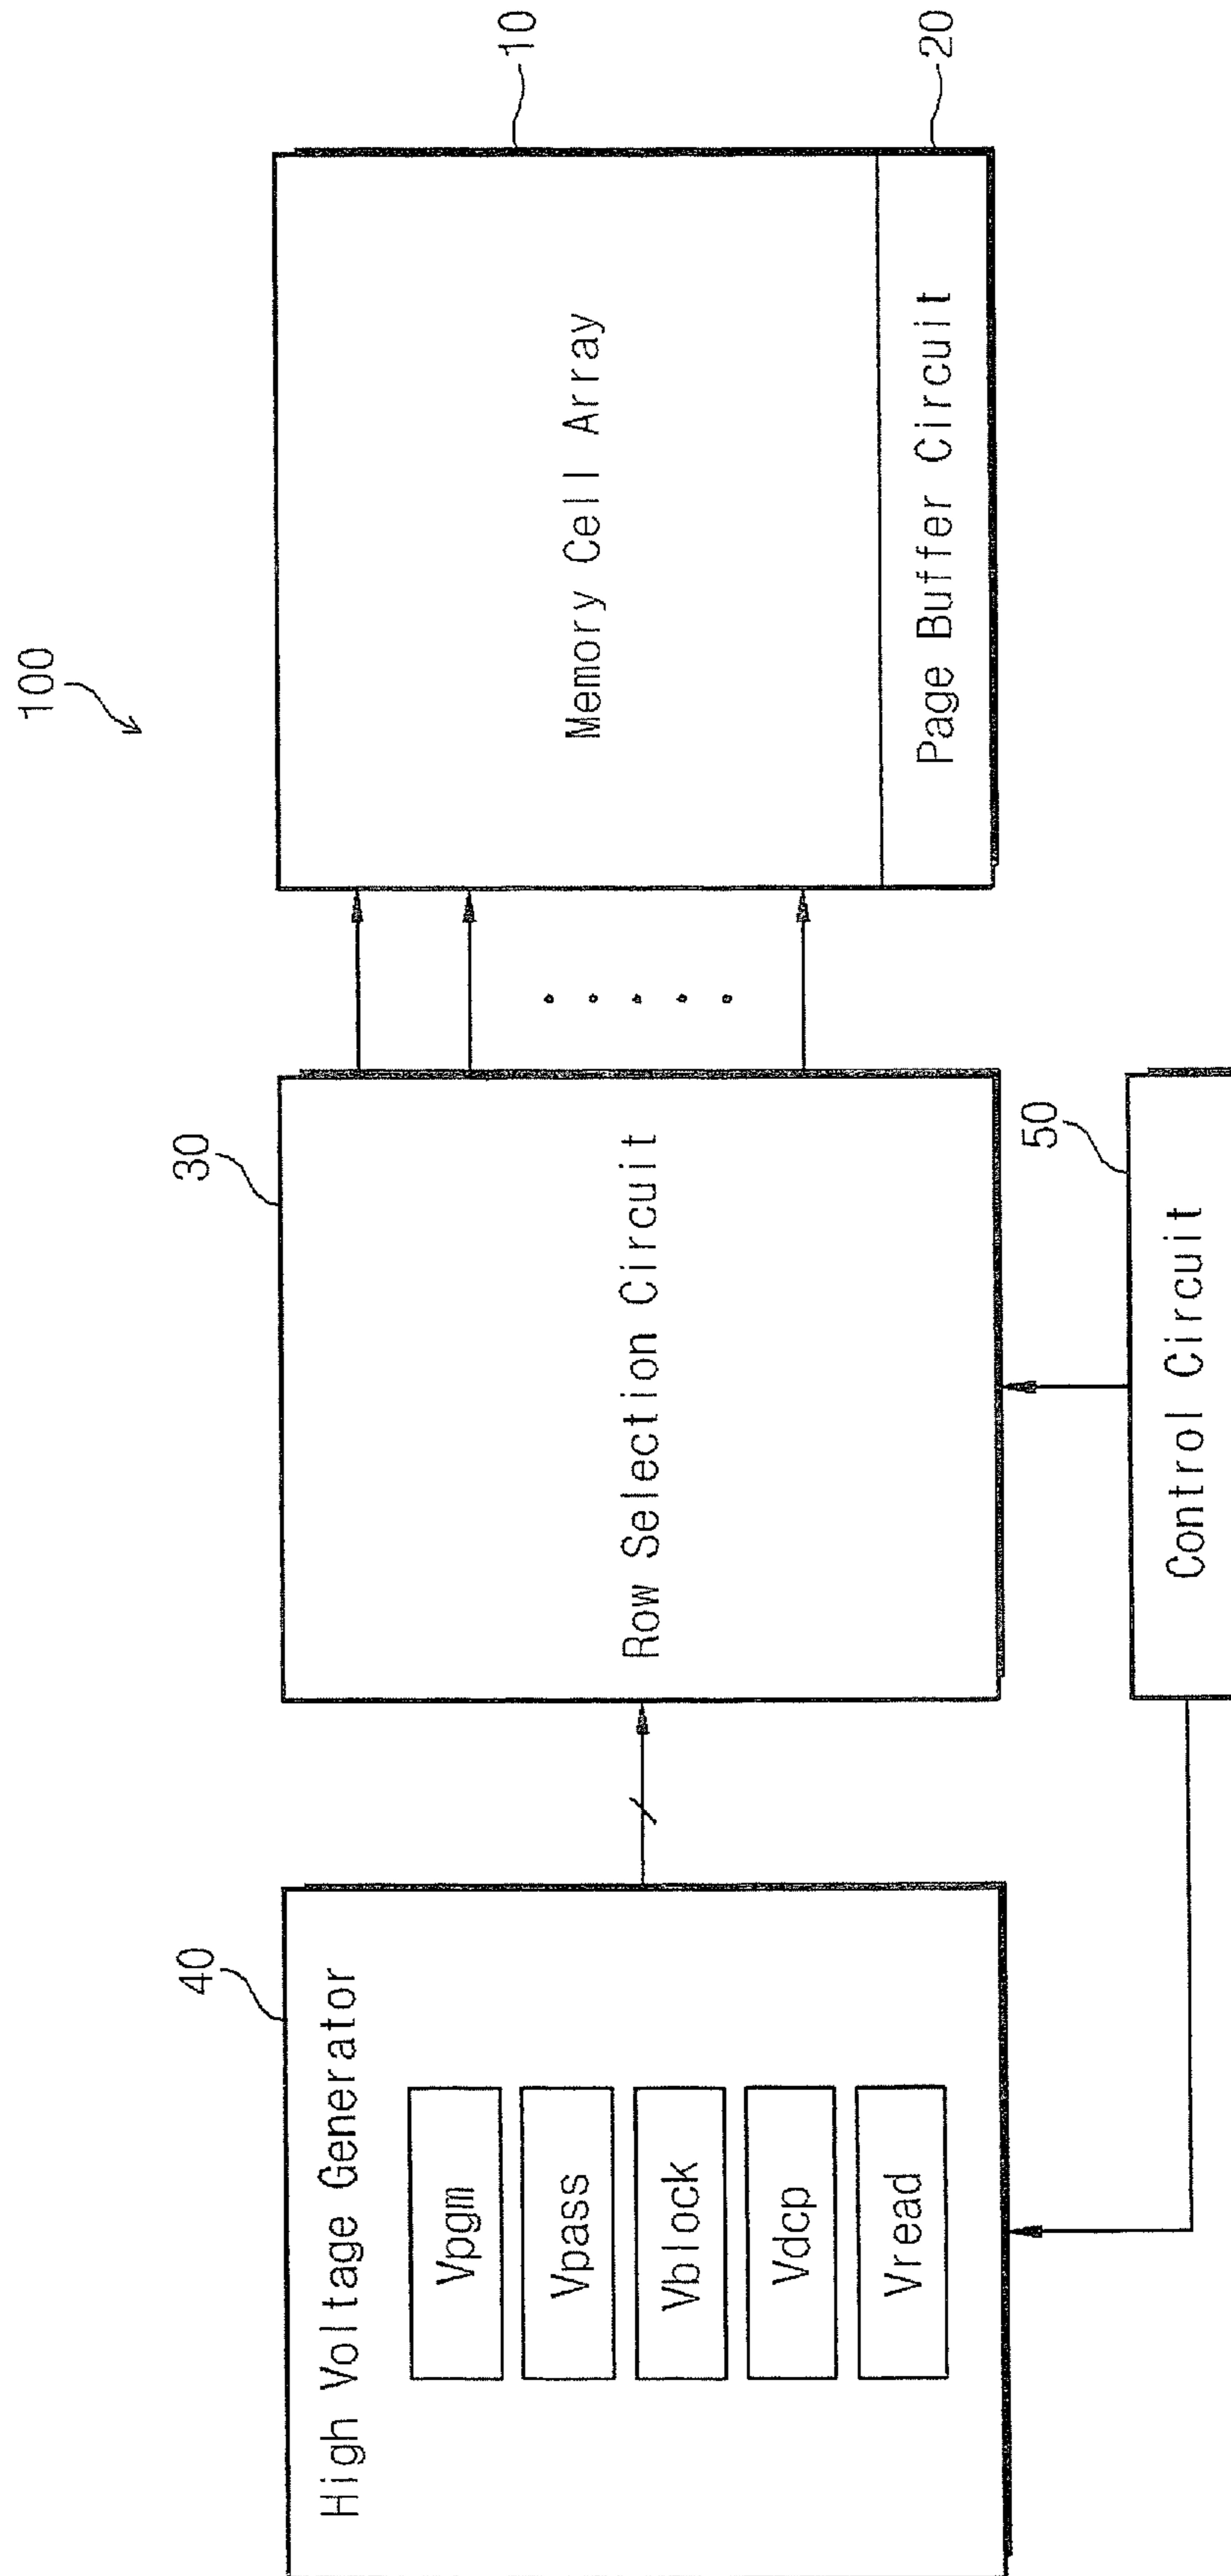 100
40
High Voltage Generator
Vpgm
Vpass
Vblock
Vdcp
Vread
30
Row Selection Circuit
50
Control Circuit
10
Memory Cell Array
20
Page Buffer Circuit